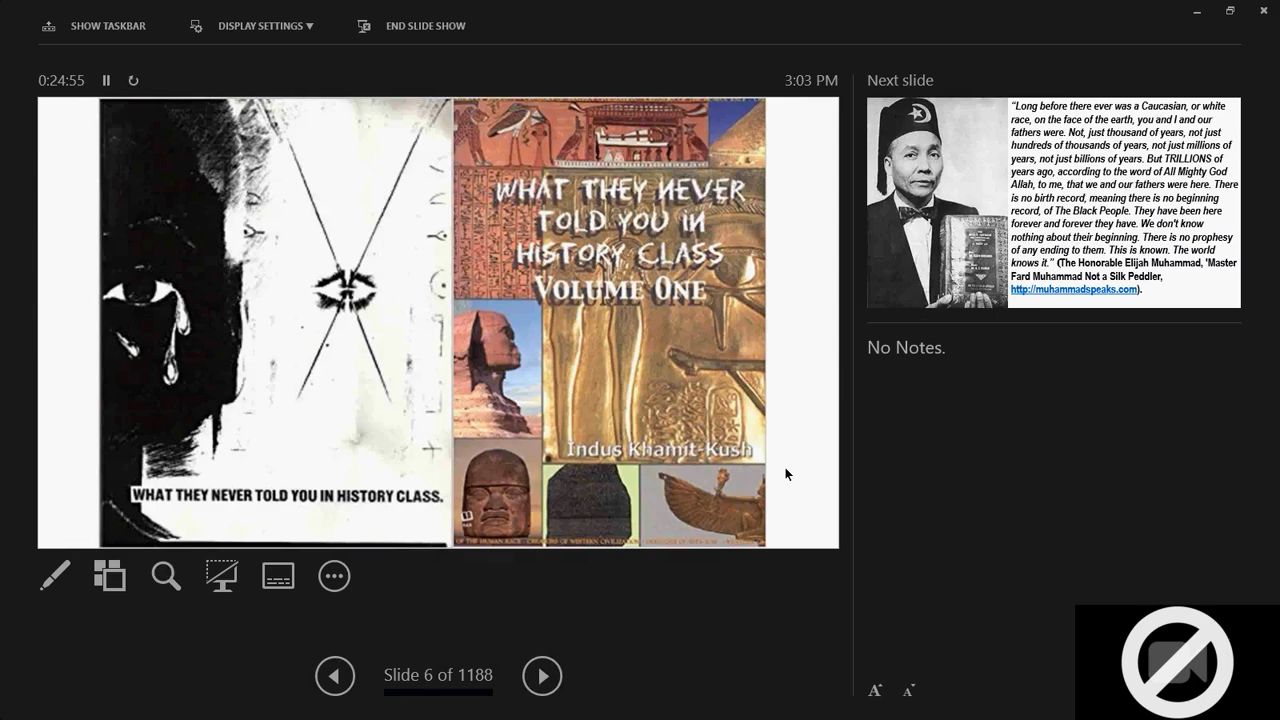 SHOW TASKBAR
DISPLAY SETTINGS ▼
END SLIDE SHOW
0:24:55
3:03 PM
WHAT THEY NEVER TOLD YOU IN HISTORY CLASS.
WHAT THEY NEVER
TOLD YOU IN
HISTORY CLASS
VOLUME ONE
Indus Khamit-Kush
OF THE HUMAN RACE - CREATORS OF WESTERN CIVILIZATION
Slide 6 of 1188
Next slide
“Long before there ever was a Caucasian, or white
race, on the face of the earth, you and I and our
fathers were. Not, just thousand of years, not just
hundreds of thousands of years, not just millions of
years, not just billions of years. But TRILLIONS of
years ago, according to the word of All Mighty God
Allah, to me, that we and our fathers were here. There
is no birth record, meaning there is no beginning
record, of The Black People. They have been here
forever and forever they have. We don't know
nothing about their beginning. There is no prophesy
of any ending to them. This is known. The world
knows it.” (The Honorable Elijah Muhammad, 'Master
Fard Muhammad Not a Silk Peddler,
http://muhammadspeaks.com).
No Notes.
A A